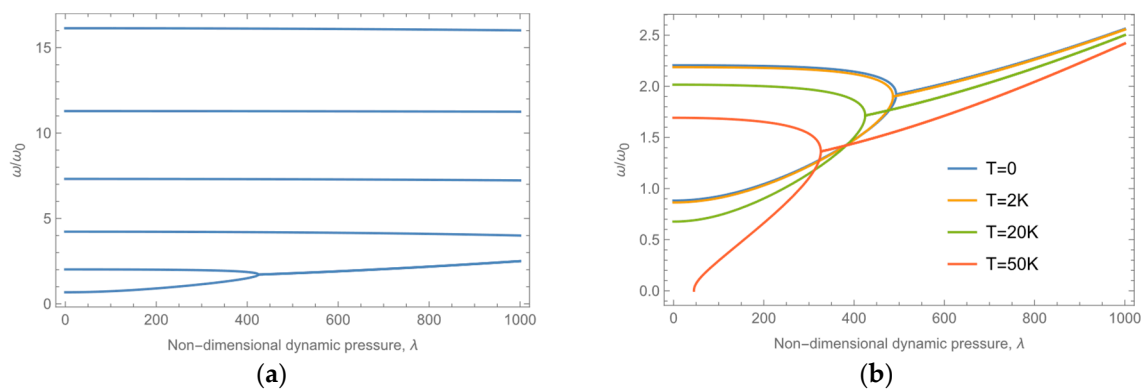 15
10
5
0
ω/ω0
0 200 400 600 800 1000
Non-dimensional dynamic pressure, λ
(a)
2.5
2.0
1.5
1.0
0.5
0.0
ω/ω0
T=0
T=2K
T=20K
T=50K
0 200 400 600 800 1000
Non-dimensional dynamic pressure, λ
(b)